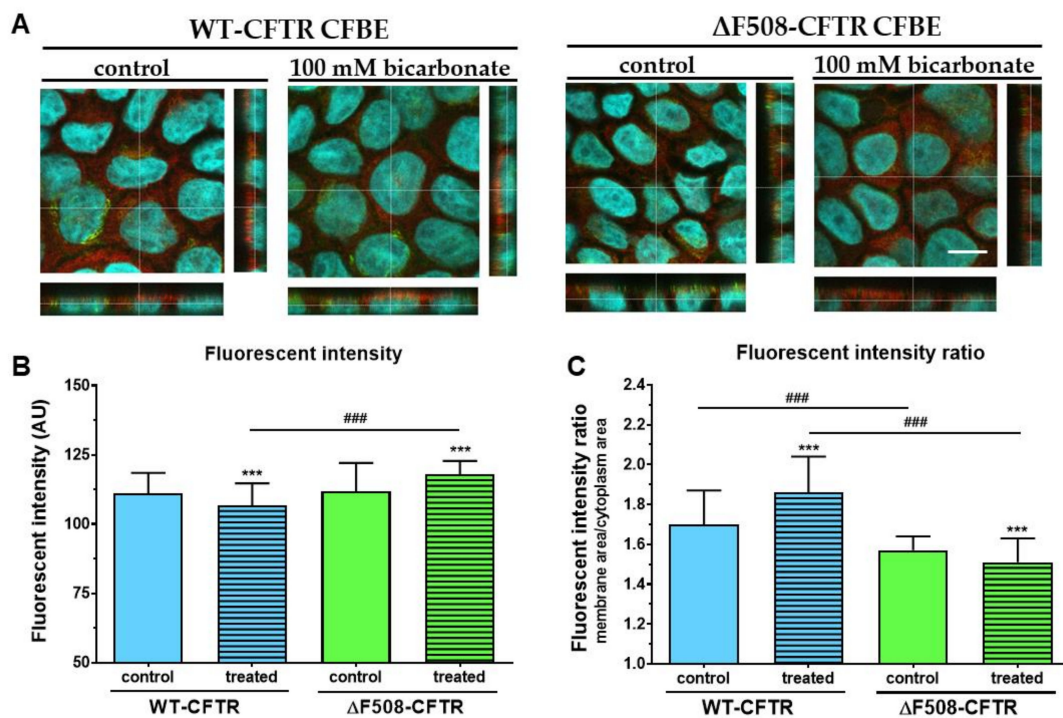 A
WT-CFTR CFBE
ΔF508-CFTR CFBE
control
100 mM bicarbonate
control
100 mM bicarbonate
B
Fluorescent intensity
Fluorescent intensity (AU)
150
125
100
75
50
###
***
***
control
treated
control
treated
WT-CFTR
ΔF508-CFTR
C
Fluorescent intensity ratio
Fluorescent intensity ratio
membrane area/cytoplasm area
2.4
2.2
2.0
1.8
1.6
1.4
1.2
1.0
###
###
***
***
control
treated
control
treated
WT-CFTR
ΔF508-CFTR